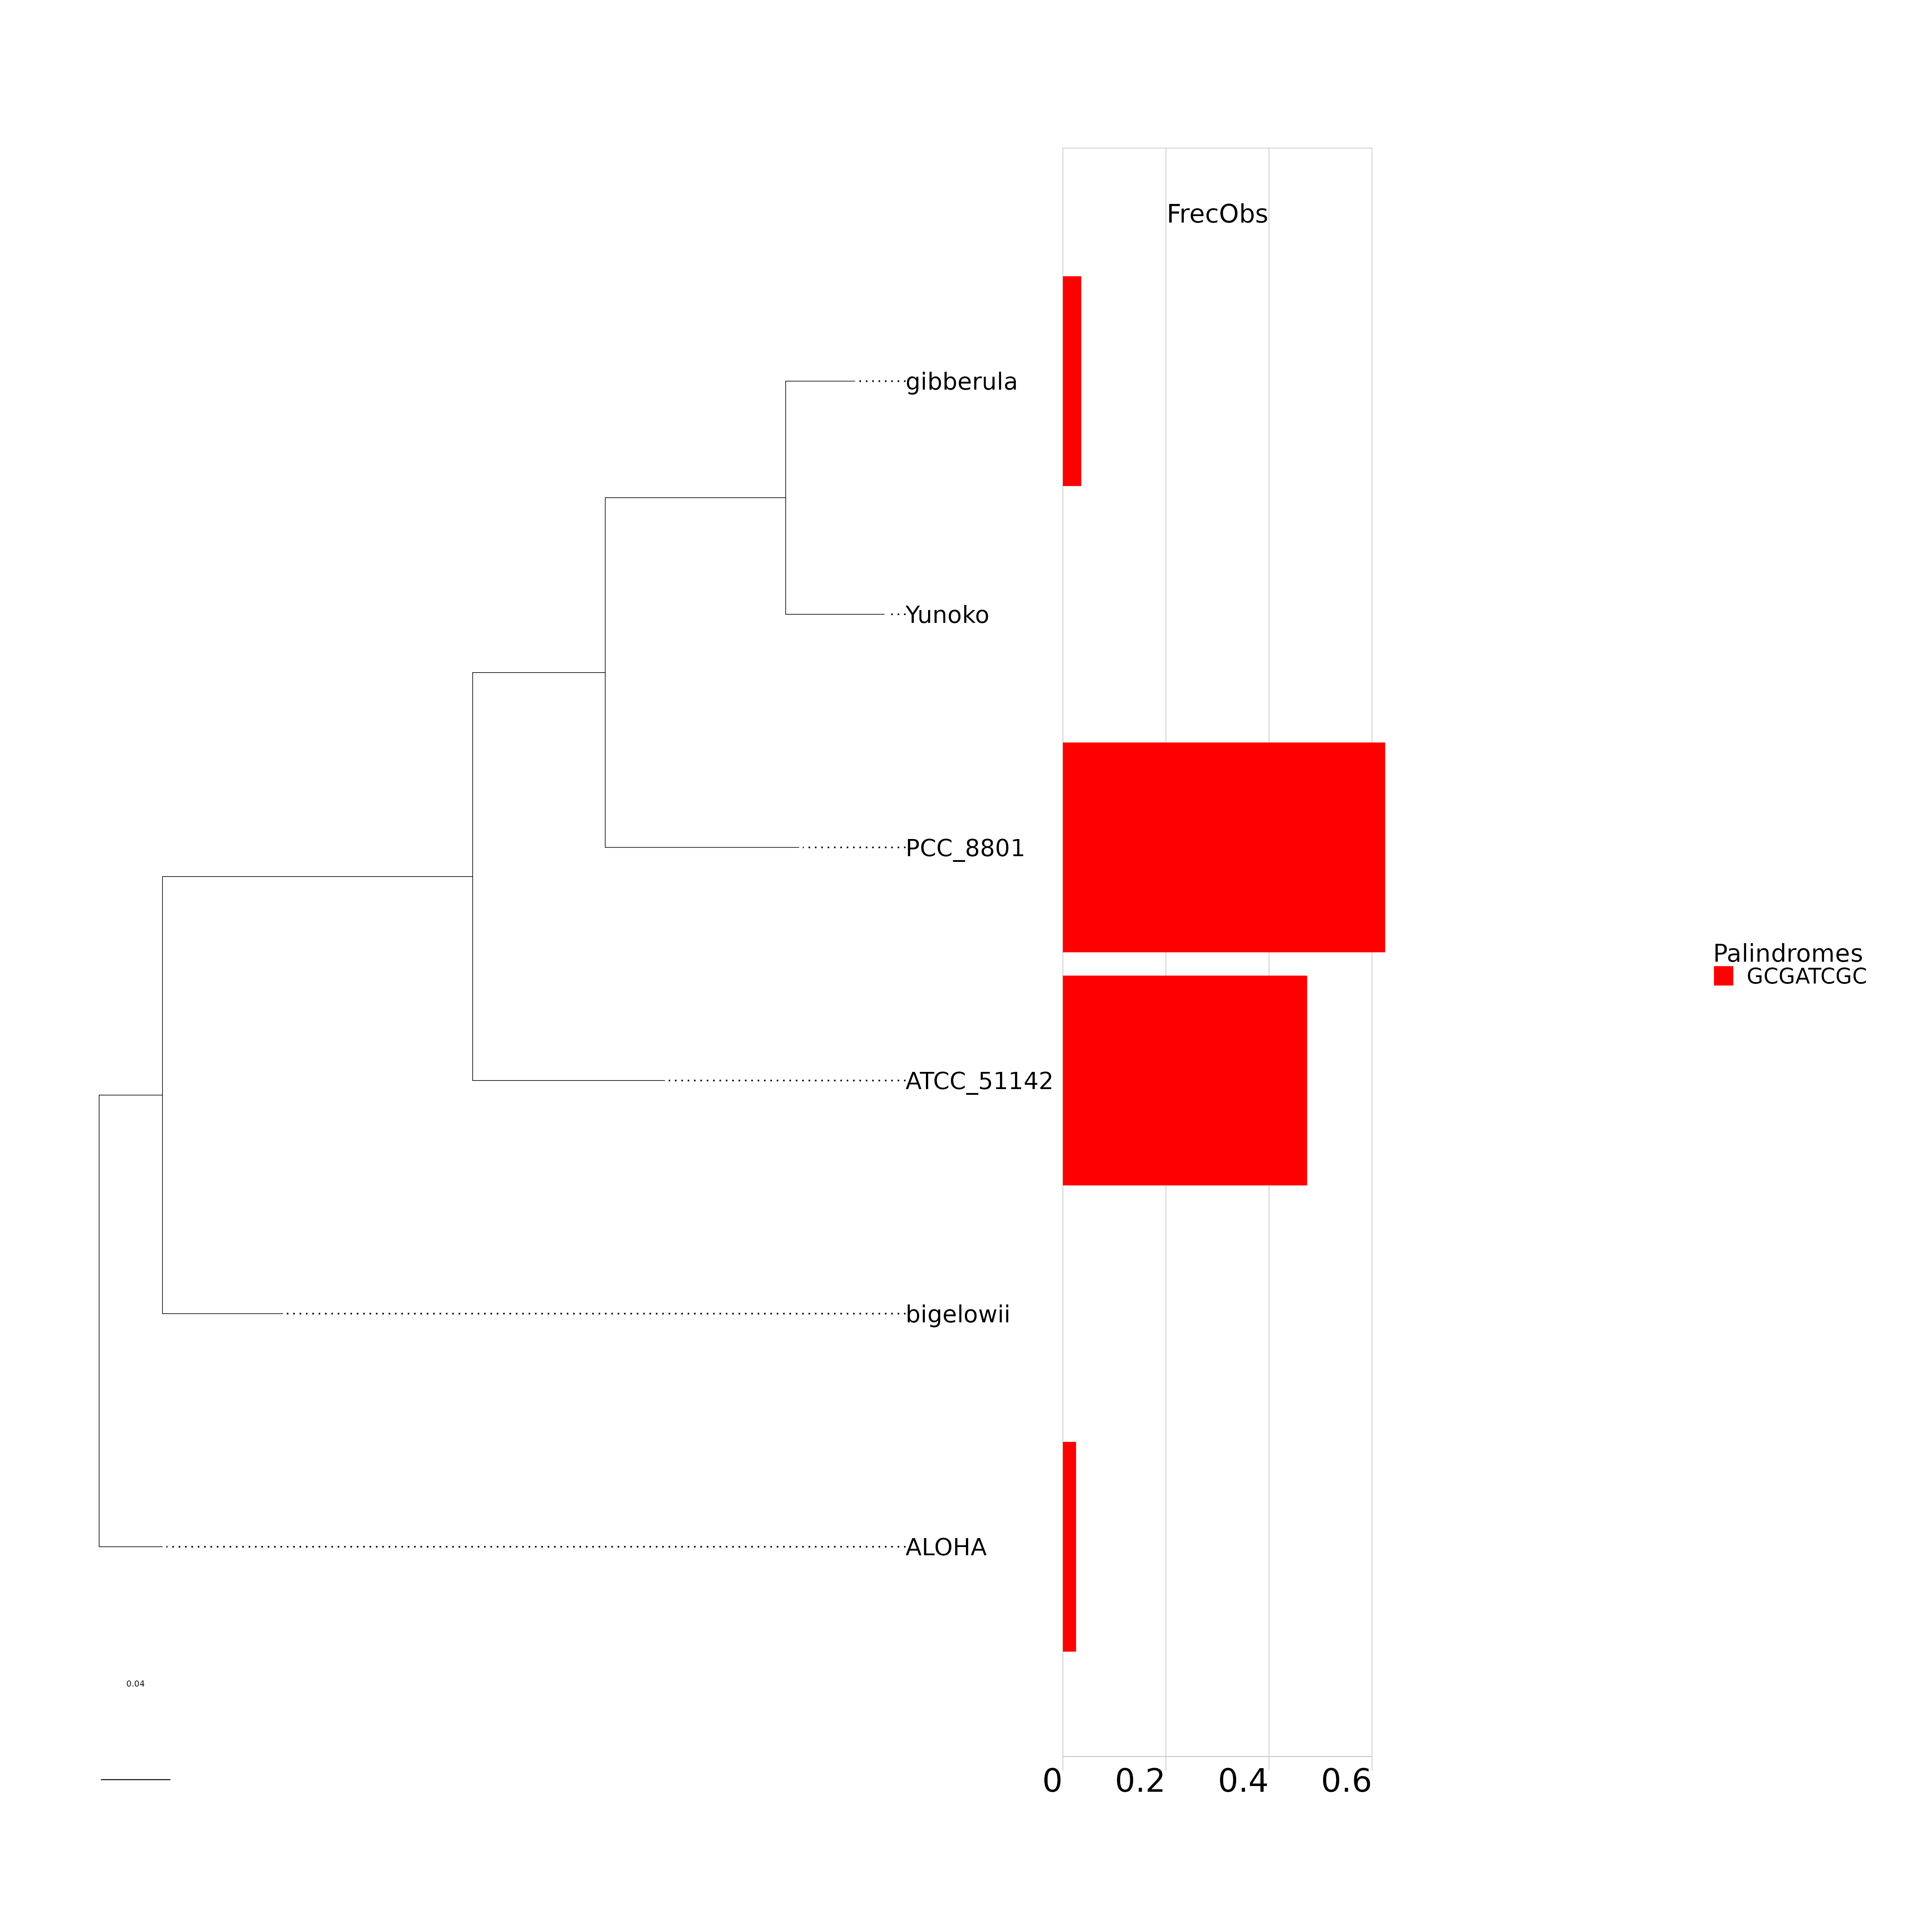 FrecObs
gibberula
Yunoko
PCC_8801
Palindromes
GCGATCGC
ATCC_51142
bigelowii
ALOHA
0.04
0 0.2 0.4 0.6